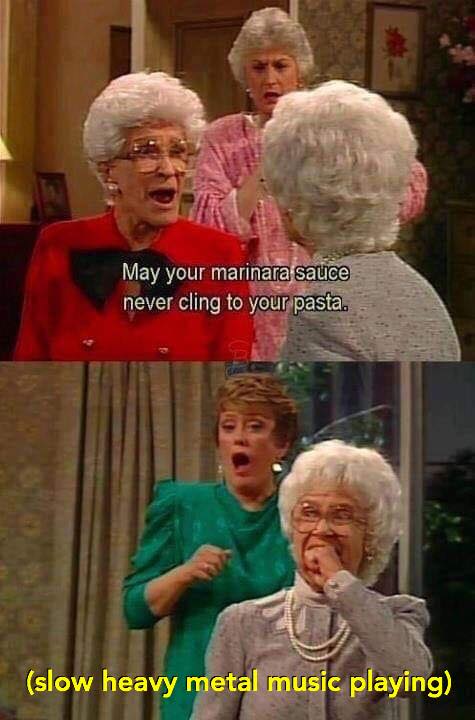 May your marinara sauce
never cling to your pasta.
(slow heavy metal music playing)